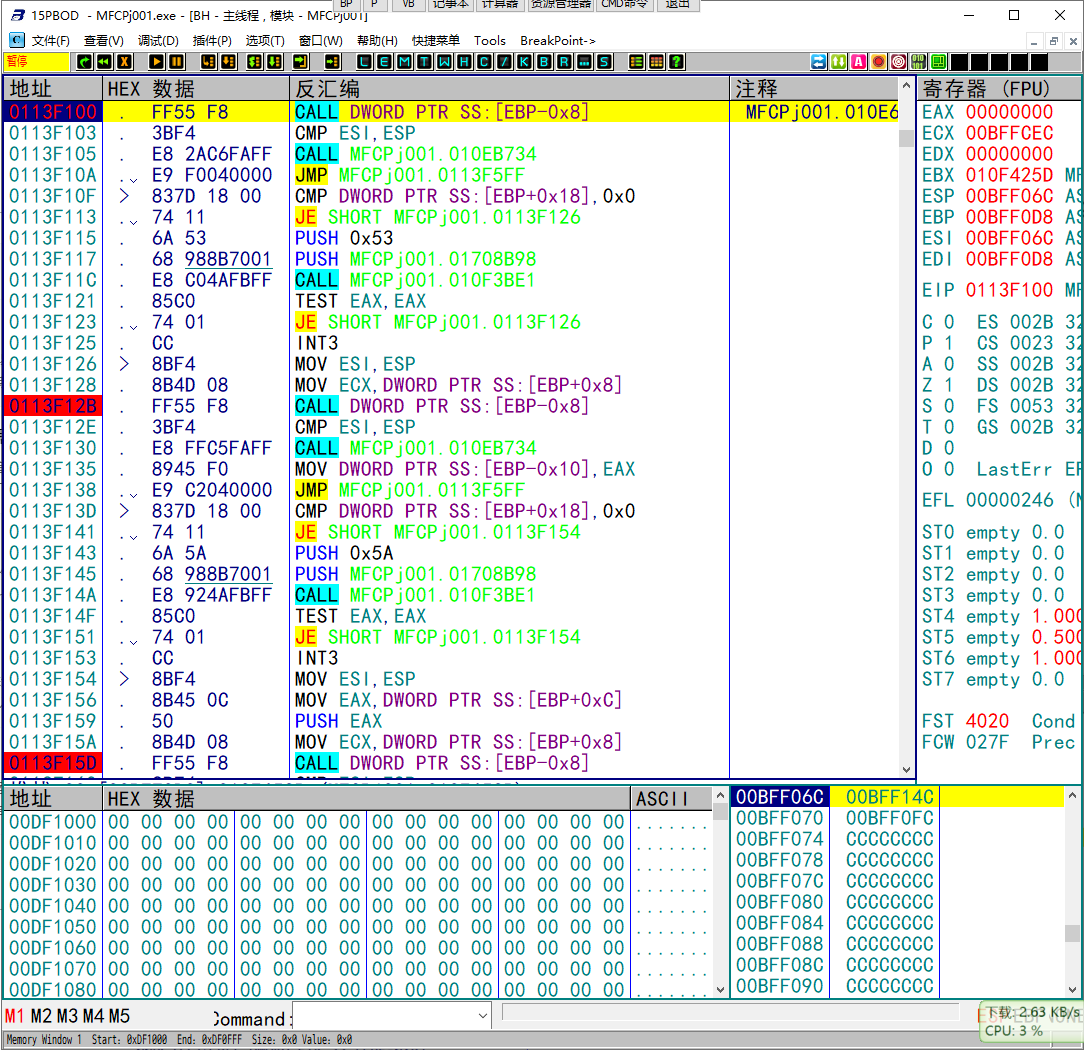 BP P VB 记事本 计算器 资源管理器 CMD命令 退出
15PBOD - MFCPj001.exe - [BH - 主线程 , 模块 - MFCPj001]
文件(F) 查看(V) 调试(D) 插件(P) 选项(T) 窗口(W) 帮助(H) 快捷菜单 Tools BreakPoint->
暂停 L E M T W H C / K B R ... S ?
地址 HEX 数据 反汇编 注释 寄存器 (FPU)
0113F100 . FF55 F8 CALL DWORD PTR SS:[EBP-0x8] MFCPj001.010E6
0113F103 . 3BF4 CMP ESI,ESP
0113F105 . E8 2AC6FAFF CALL MFCPj001.010EB734
0113F10A . E9 F0040000 JMP MFCPj001.0113F5FF
0113F10F > 837D 18 00 CMP DWORD PTR SS:[EBP+0x18],0x0
0113F113 . 74 11 JE SHORT MFCPj001.0113F126
0113F115 . 6A 53 PUSH 0x53
0113F117 . 68 988B7001 PUSH MFCPj001.01708B98
0113F11C . E8 C04AFBFF CALL MFCPj001.010F3BE1
0113F121 . 85C0 TEST EAX,EAX
0113F123 . 74 01 JE SHORT MFCPj001.0113F126
0113F125 . CC INT3
0113F126 > 8BF4 MOV ESI,ESP
0113F128 . 8B4D 08 MOV ECX,DWORD PTR SS:[EBP+0x8]
0113F12B . FF55 F8 CALL DWORD PTR SS:[EBP-0x8]
0113F12E . 3BF4 CMP ESI,ESP
0113F130 . E8 FFC5FAFF CALL MFCPj001.010EB734
0113F135 . 8945 F0 MOV DWORD PTR SS:[EBP-0x10],EAX
0113F138 . E9 C2040000 JMP MFCPj001.0113F5FF
0113F13D > 837D 18 00 CMP DWORD PTR SS:[EBP+0x18],0x0
0113F141 . 74 11 JE SHORT MFCPj001.0113F154
0113F143 . 6A 5A PUSH 0x5A
0113F145 . 68 988B7001 PUSH MFCPj001.01708B98
0113F14A . E8 924AFBFF CALL MFCPj001.010F3BE1
0113F14F . 85C0 TEST EAX,EAX
0113F151 . 74 01 JE SHORT MFCPj001.0113F154
0113F153 . CC INT3
0113F154 > 8BF4 MOV ESI,ESP
0113F156 . 8B45 0C MOV EAX,DWORD PTR SS:[EBP+0xC]
0113F159 . 50 PUSH EAX
0113F15A . 8B4D 08 MOV ECX,DWORD PTR SS:[EBP+0x8]
0113F15D . FF55 F8 CALL DWORD PTR SS:[EBP-0x8]
EAX 00000000
ECX 00BFFCEC
EDX 00000000
EBX 010F425D MF
ESP 00BFF06C AS
EBP 00BFF0D8 AS
ESI 00BFF06C AS
EDI 00BFF0D8 AS
EIP 0113F100 MF
C 0 ES 002B 32
P 1 CS 0023 32
A 0 SS 002B 32
Z 1 DS 002B 32
S 0 FS 0053 32
T 0 GS 002B 32
D 0
O 0 LastErr ER
EFL 00000246 (N
ST0 empty 0.0
ST1 empty 0.0
ST2 empty 0.0
ST3 empty 0.0
ST4 empty 1.000
ST5 empty 0.500
ST6 empty 1.000
ST7 empty 0.0
FST 4020 Cond
FCW 027F Prec
地址 HEX 数据 ASCII
00DF1000 00 00 00 00 00 00 00 00 00 00 00 00 00 00 00 00 .......
00DF1010 00 00 00 00 00 00 00 00 00 00 00 00 00 00 00 00 .......
00DF1020 00 00 00 00 00 00 00 00 00 00 00 00 00 00 00 00 .......
00DF1030 00 00 00 00 00 00 00 00 00 00 00 00 00 00 00 00 .......
00DF1040 00 00 00 00 00 00 00 00 00 00 00 00 00 00 00 00 .......
00DF1050 00 00 00 00 00 00 00 00 00 00 00 00 00 00 00 00 .......
00DF1060 00 00 00 00 00 00 00 00 00 00 00 00 00 00 00 00 .......
00DF1070 00 00 00 00 00 00 00 00 00 00 00 00 00 00 00 00 .......
00DF1080 00 00 00 00 00 00 00 00 00 00 00 00 00 00 00 00 .......
00BFF06C 00BFF14C
00BFF070 00BFF0FC
00BFF074 CCCCCCCC
00BFF078 CCCCCCCC
00BFF07C CCCCCCCC
00BFF080 CCCCCCCC
00BFF084 CCCCCCCC
00BFF088 CCCCCCCC
00BFF08C CCCCCCCC
00BFF090 CCCCCCCC
M1 M2 M3 M4 M5 Command:
下载: 2.63 KB/s
CPU: 3 %
Memory Window 1 Start: 0xDF1000 End: 0xDF0FFF Size: 0x0 Value: 0x0